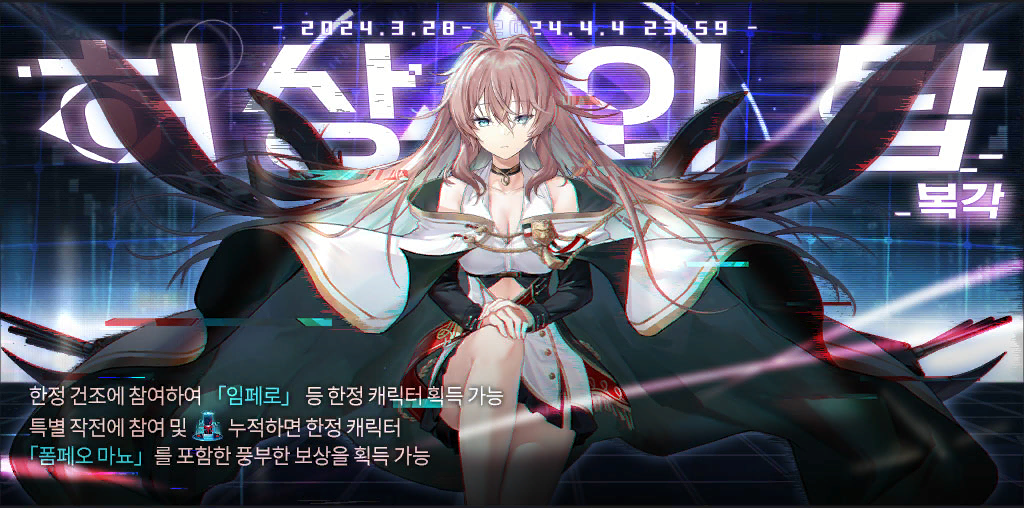 - 2024.3.28- 2024.4.4 23:59 -
허상의 탑
_복각
한정 건조에 참여하여 「임페로」 등 한정 캐릭터 획득 가능
특별 작전에 참여 및 누적하면 한정 캐릭터
「폼페오 마뇨」를 포함한 풍부한 보상을 획득 가능